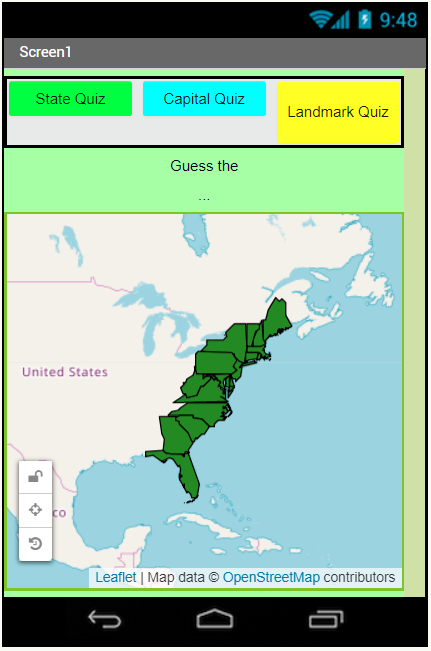 9:48
Screen1
State Quiz
Capital Quiz
Landmark Quiz
Guess the
...
United States
co
Leaflet | Map data © OpenStreetMap contributors